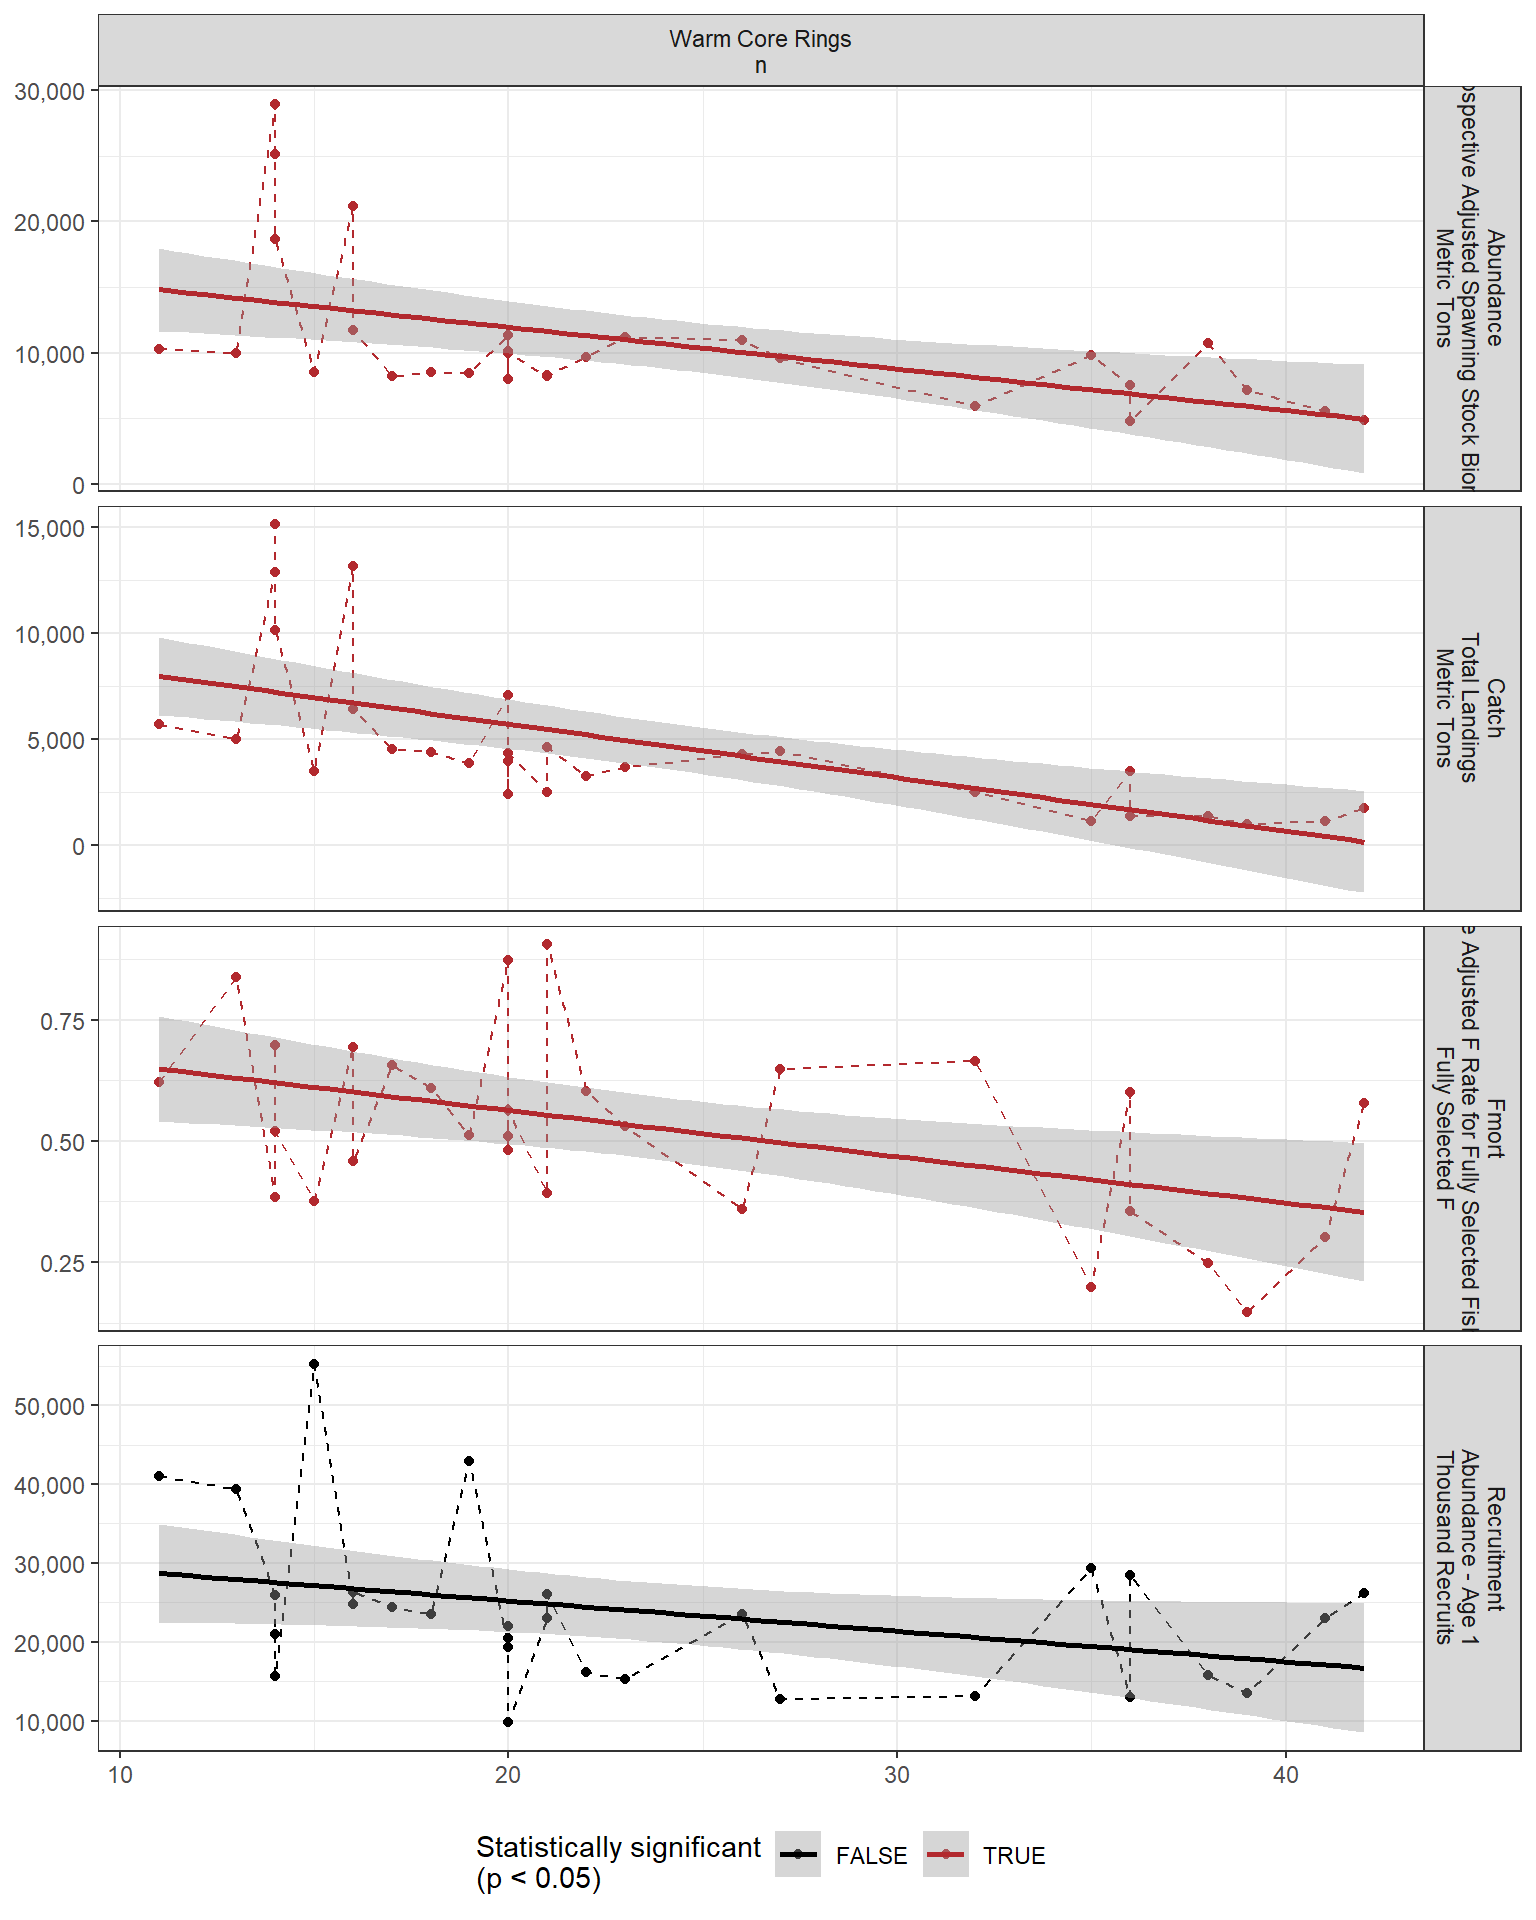 Warm Core Rings
n
30,000
20,000
10,000
0
Abundance
Adjusted Spawning Stock
Metric Tons
15,000
10,000
5,000
0
Catch
Total Landings
Metric Tons
0.75
0.50
0.25
Fmort
Adjusted F Rate for Fully Selected
Fully Selected F
50,000
40,000
30,000
20,000
10,000
Recruitment
Abundance - Age 1
Thousand Recruits
10
20
30
40
Statistically significant
(p < 0.05)
FALSE
TRUE